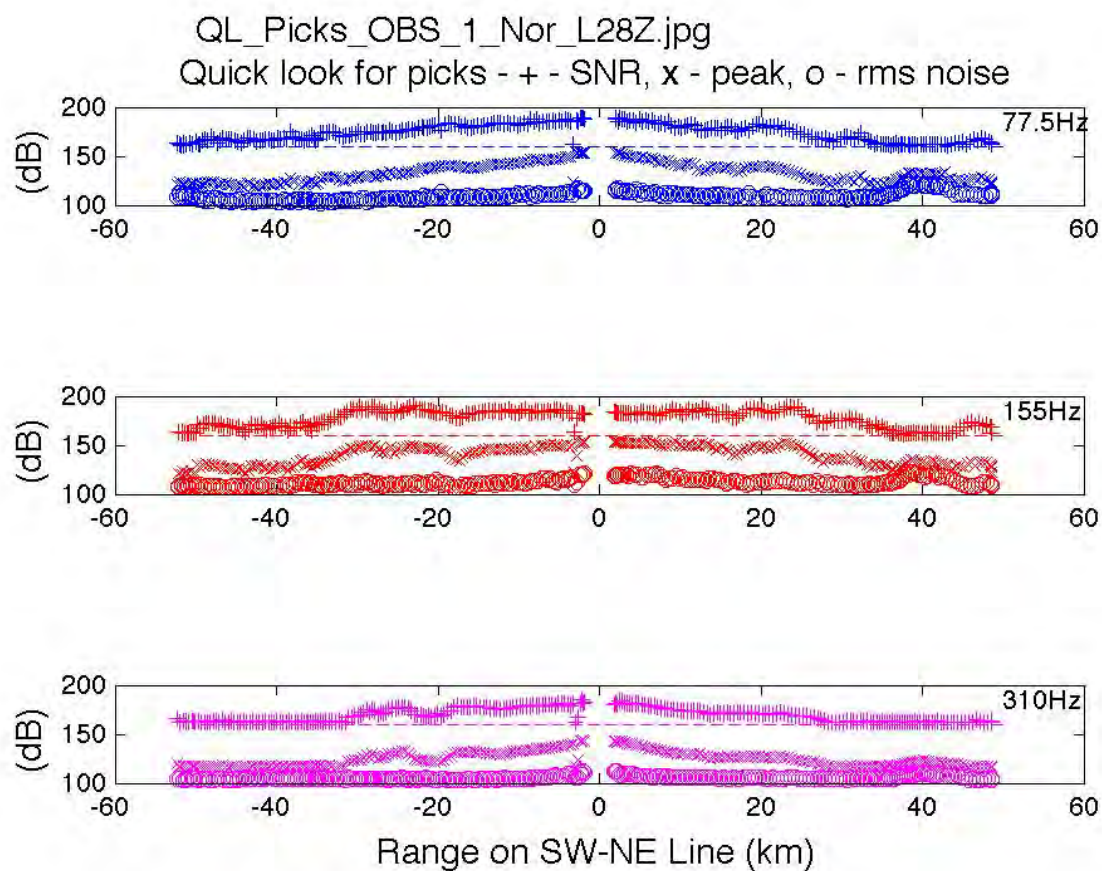 QL_Picks_OBS_1_Nor_L28Z.jpg
Quick look for picks - + - SNR, x - peak, o - rms noise
200
150
100
(dB)
77.5Hz
-60 -40 -20 0 20 40 60
200
150
100
(dB)
155Hz
-60 -40 -20 0 20 40 60
200
150
100
(dB)
310Hz
-60 -40 -20 0 20 40 60
Range on SW-NE Line (km)